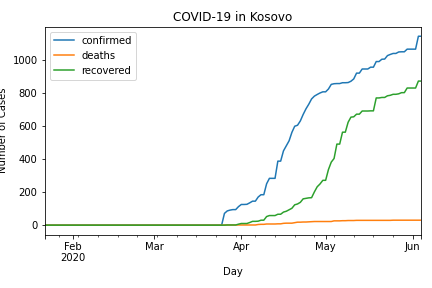 COVID-19 in Kosovo
confirmed
deaths
recovered
1000
800
600
400
200
0
Number of Cases
Feb
2020
Mar
Apr
May
Jun
Day